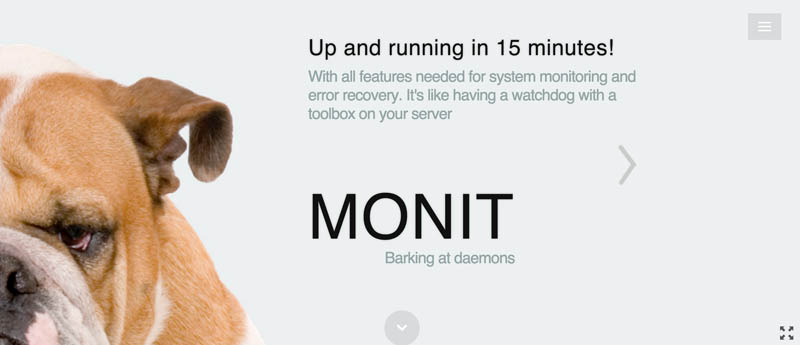 Up and running in 15 minutes!
With all features needed for system monitoring and
error recovery. It's like having a watchdog with a
toolbox on your server
MONIT
Barking at daemons